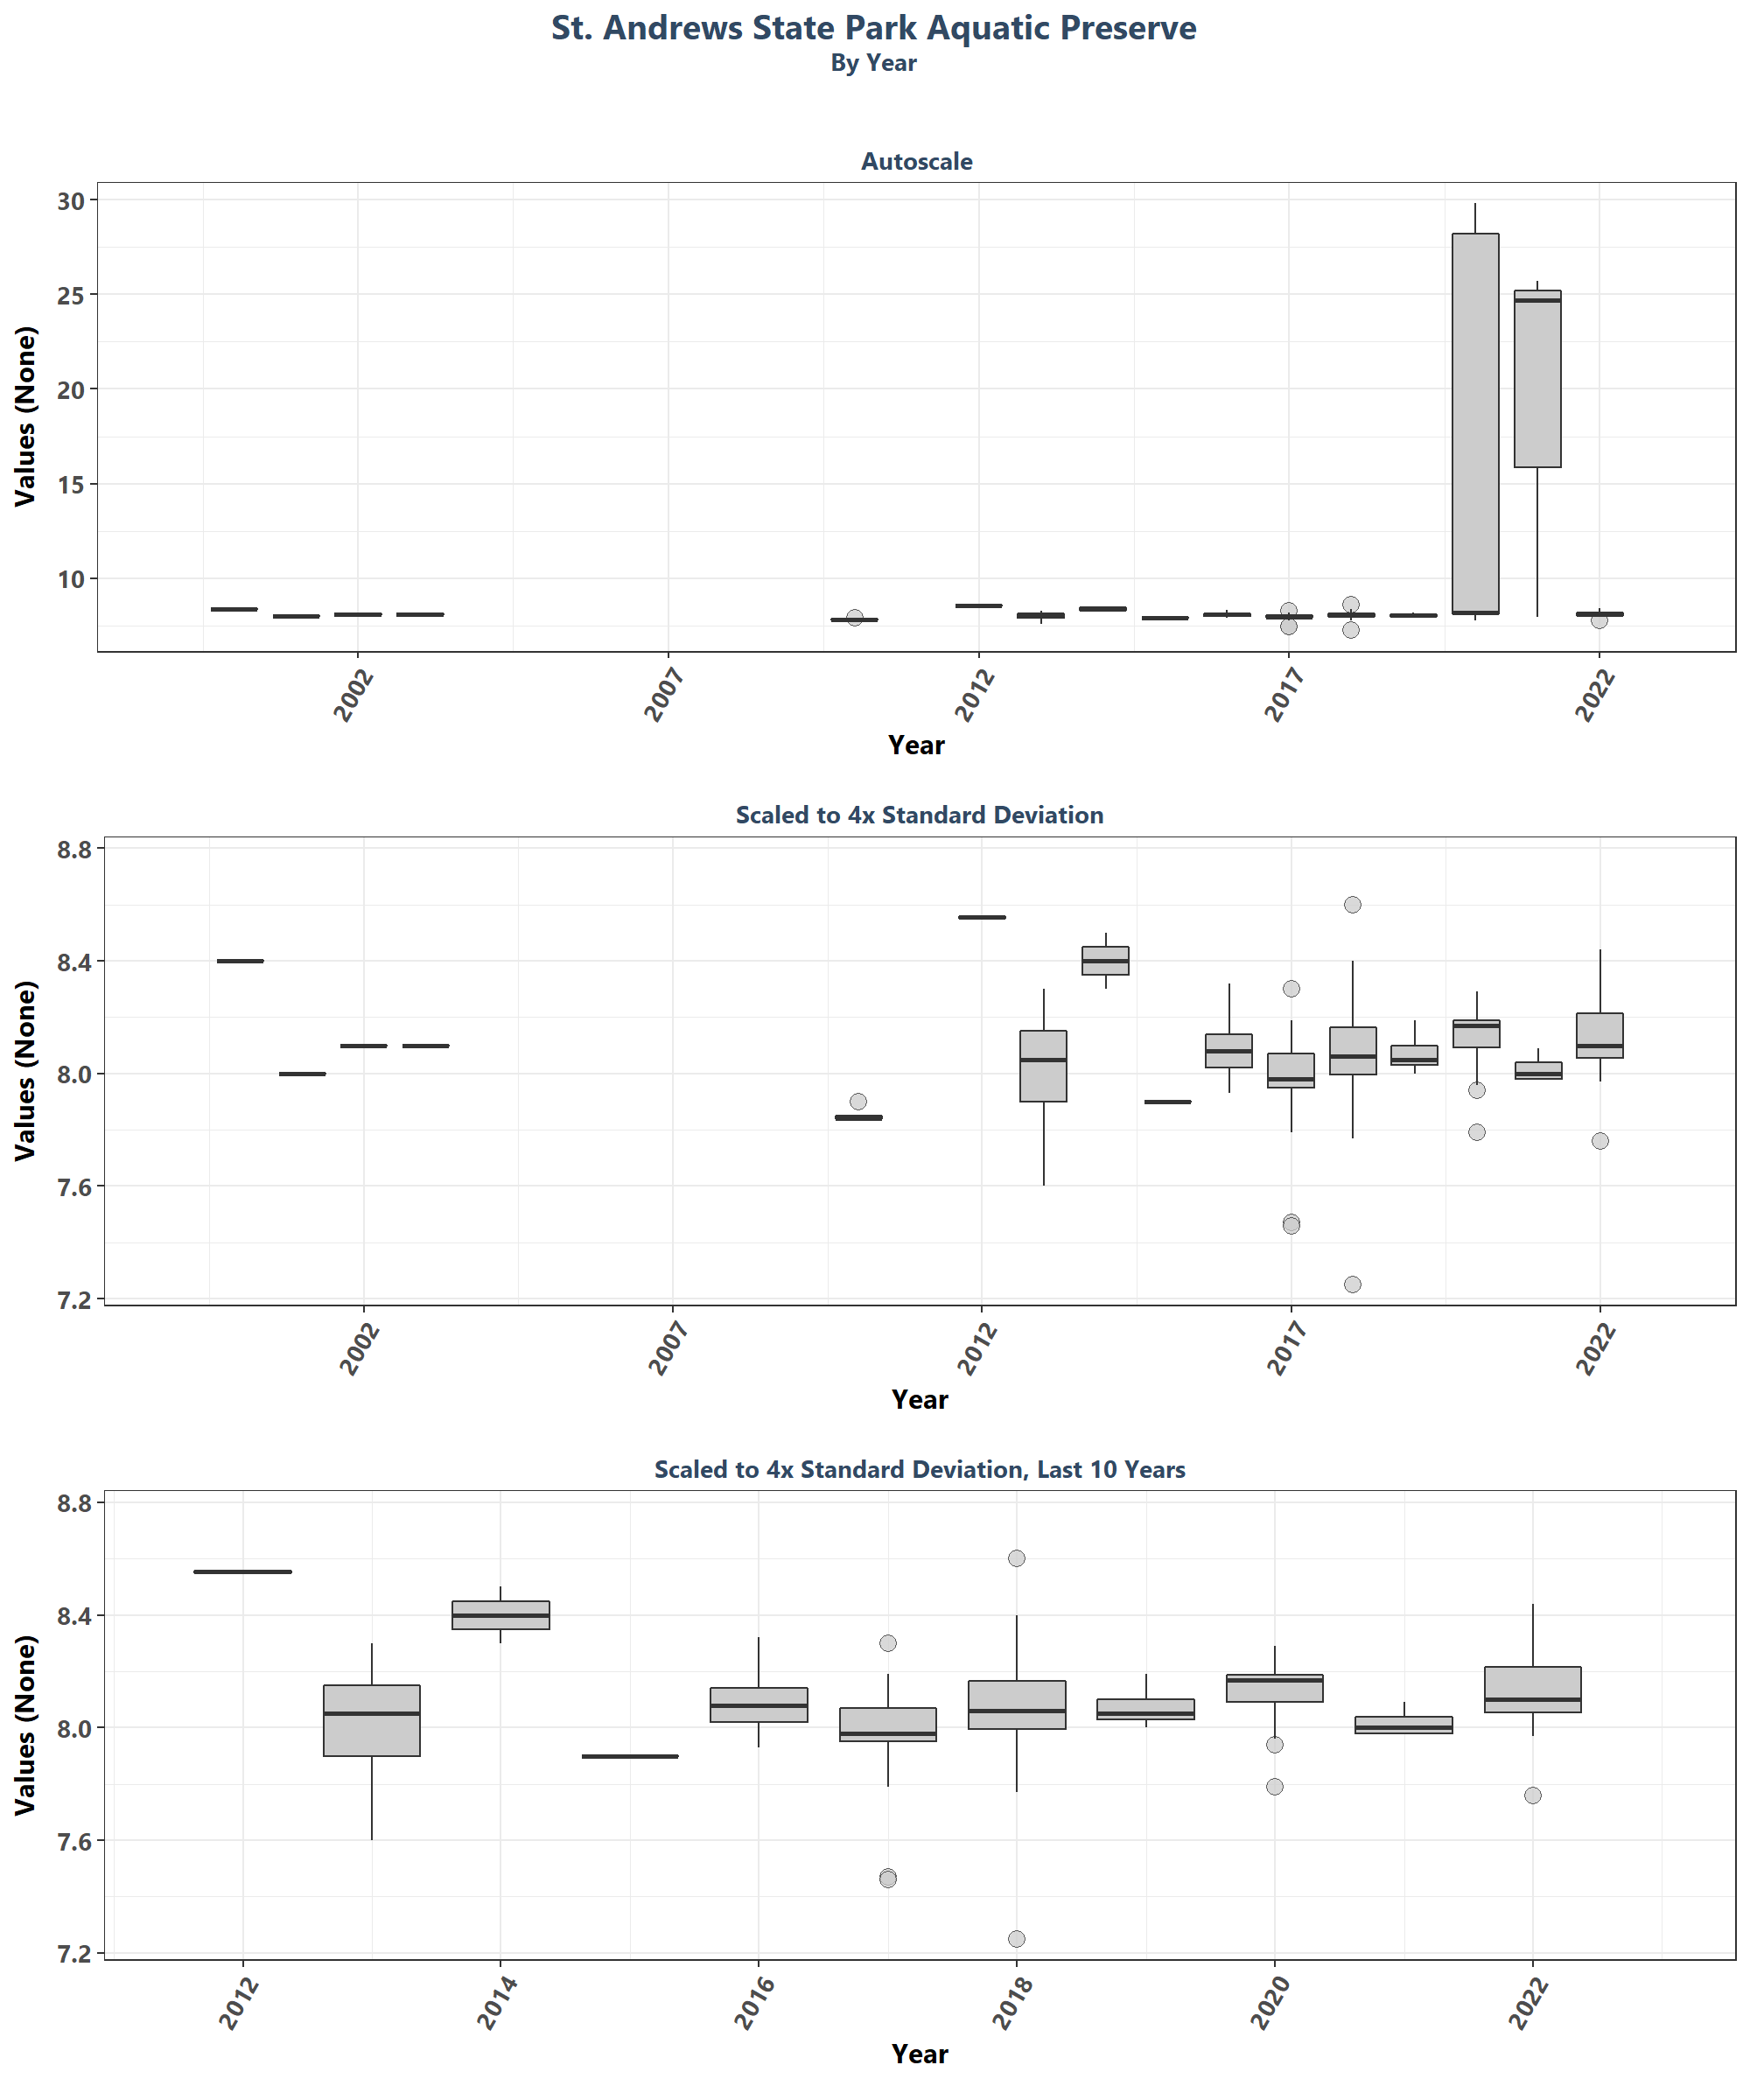 St. Andrews State Park Aquatic Preserve
By Year
Autoscale
Values (None)
30
25
20
15
10
2002
2007
2012
2017
2022
Year
Scaled to 4x Standard Deviation
Values (None)
8.8
8.4
8.0
7.6
7.2
2002
2007
2012
2017
2022
Year
Scaled to 4x Standard Deviation, Last 10 Years
Values (None)
8.8
8.4
8.0
7.6
7.2
2012
2014
2016
2018
2020
2022
Year